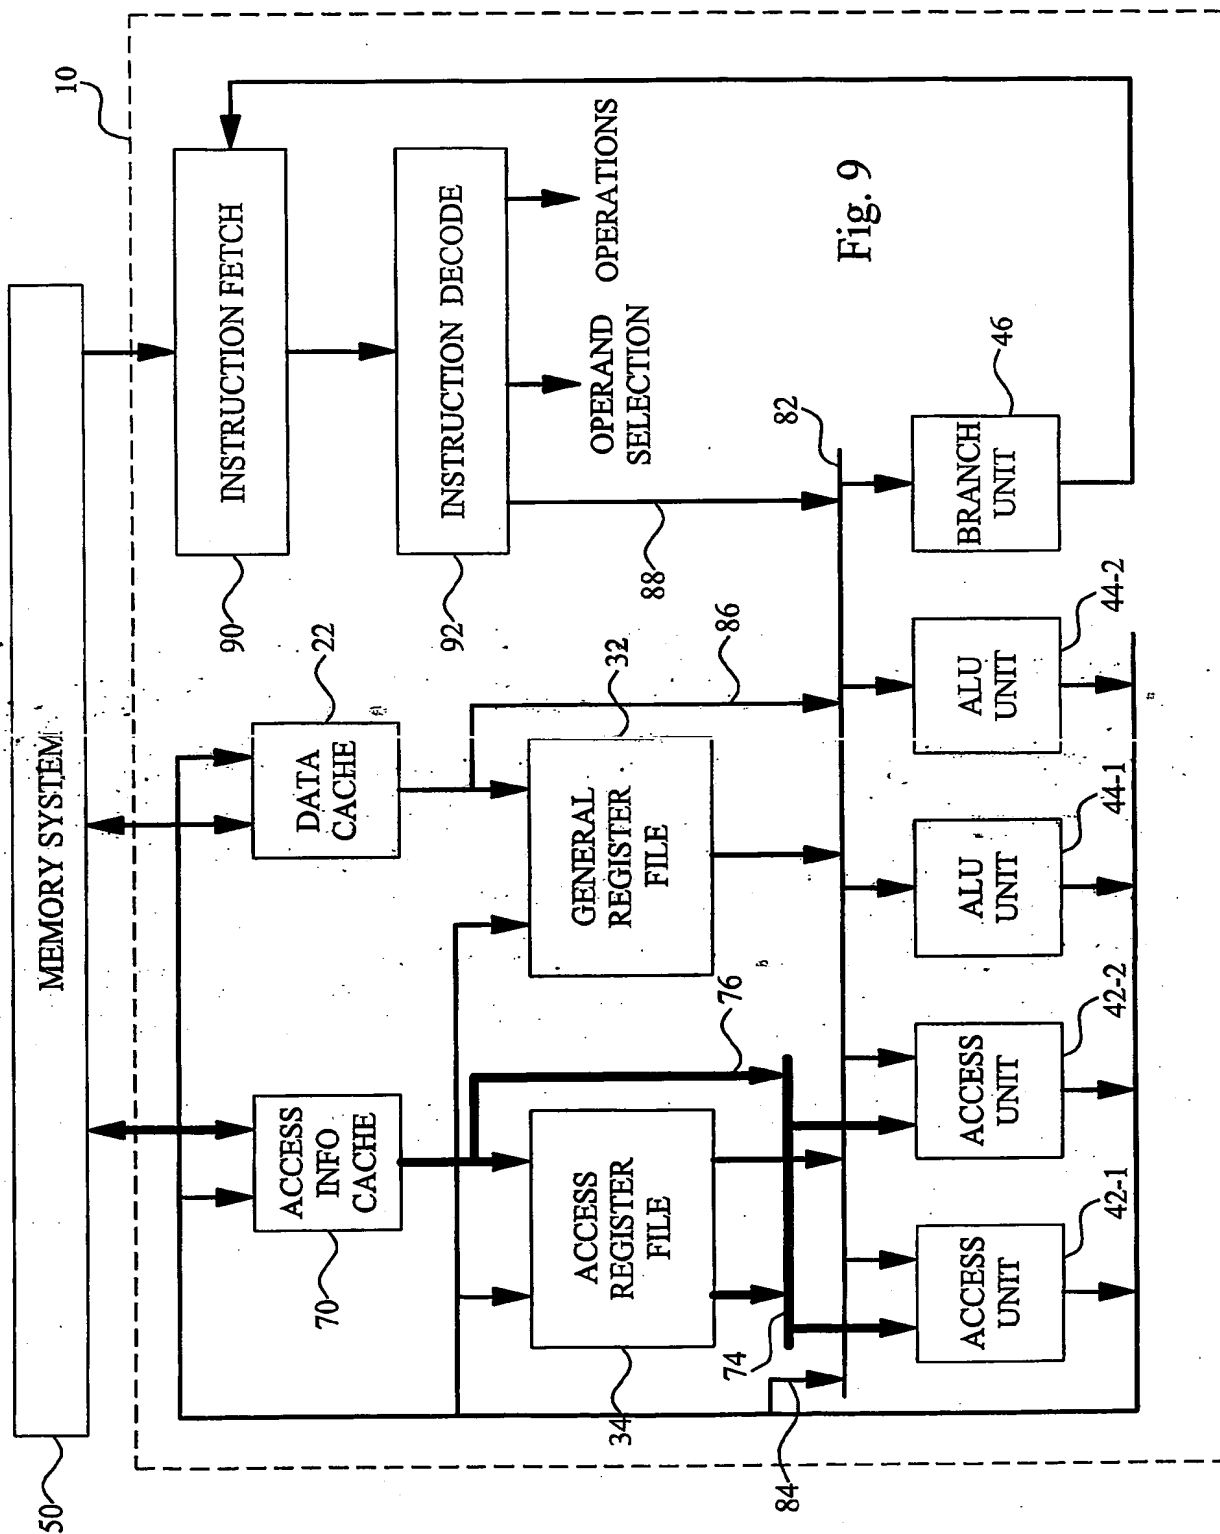 50
MEMORY SYSTEM
10
70
ACCESS
INFO
CACHE
DATA
CACHE
22
90
INSTRUCTION FETCH
92
INSTRUCTION DECODE
OPERAND
SELECTION
OPERATIONS
34
ACCESS
REGISTER
FILE
GENERAL
REGISTER
FILE
32
76
86
88
74
84
82
ACCESS
UNIT
42-1
ACCESS
UNIT
42-2
ALU
UNIT
44-1
ALU
UNIT
44-2
BRANCH
UNIT
46
Fig. 9